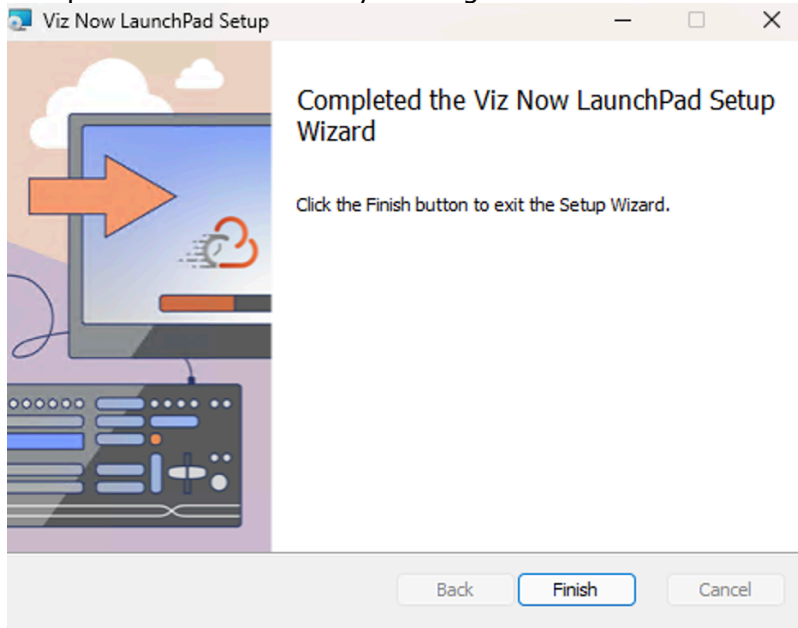 Viz Now LaunchPad Setup
Completed the Viz Now LaunchPad Setup
Wizard
Click the Finish button to exit the Setup Wizard.
Back Finish Cancel